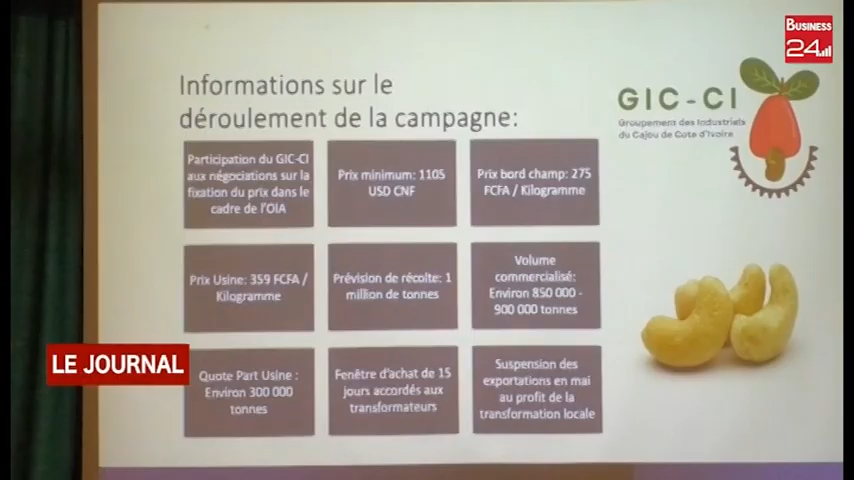 BUSINESS
24
Informations sur le
déroulement de la campagne:
GIC-CI
Groupement des Industriels
du Cajou de Cote d'Ivoire
Participation du GIC-CI
aux négociations sur la
fixation du prix dans le
cadre de l'OIA
Prix minimum: 1105
USD CNF
Prix bord champ: 275
FCFA / Kilogramme
Prix Usine: 359 FCFA /
Kilogramme
Prévision de récolte: 1
million de tonnes
Volume
commercialisé:
Environ 850 000 -
900 000 tonnes
LE JOURNAL
Quote Part Usine :
Environ 300 000
tonnes
Fenêtre d'achat de 15
jours accordés aux
transformateurs
Suspension des
exportations en mai
au profit de la
transformation locale